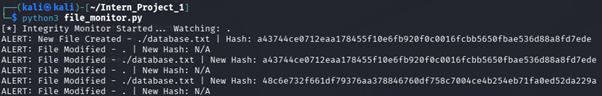 ┌──(kali㉿kali)-[~/Intern_Project_1]
└─$ python3 file_monitor.py
[*] Integrity Monitor Started... Watching: .
ALERT: New File Created - ./database.txt | Hash: a43744ce0712eaa178455f10e6fb920f0c0016fcbb5650fbae536d88a8fd7ede
ALERT: File Modified - . | New Hash: N/A
ALERT: File Modified - ./database.txt | New Hash: a43744ce0712eaa178455f10e6fb920f0c0016fcbb5650fbae536d88a8fd7ede
ALERT: File Modified - . | New Hash: N/A
ALERT: File Modified - ./database.txt | New Hash: 48c6e732f661df79376aa378846760df758c7004ce4b254eb71fa0ed52da229a
ALERT: File Modified - . | New Hash: N/A